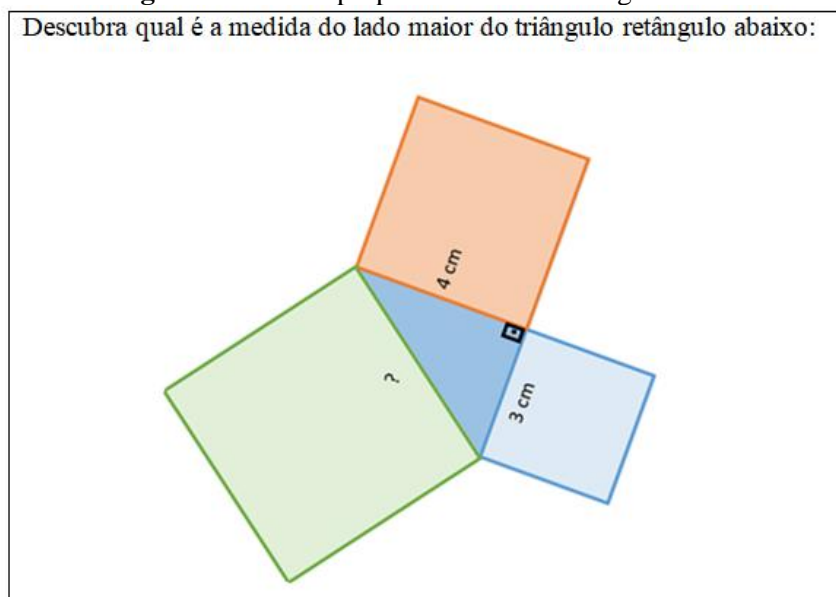 Descubra qual é a medida do lado maior do triângulo retângulo abaixo:
4 cm
?
3 cm